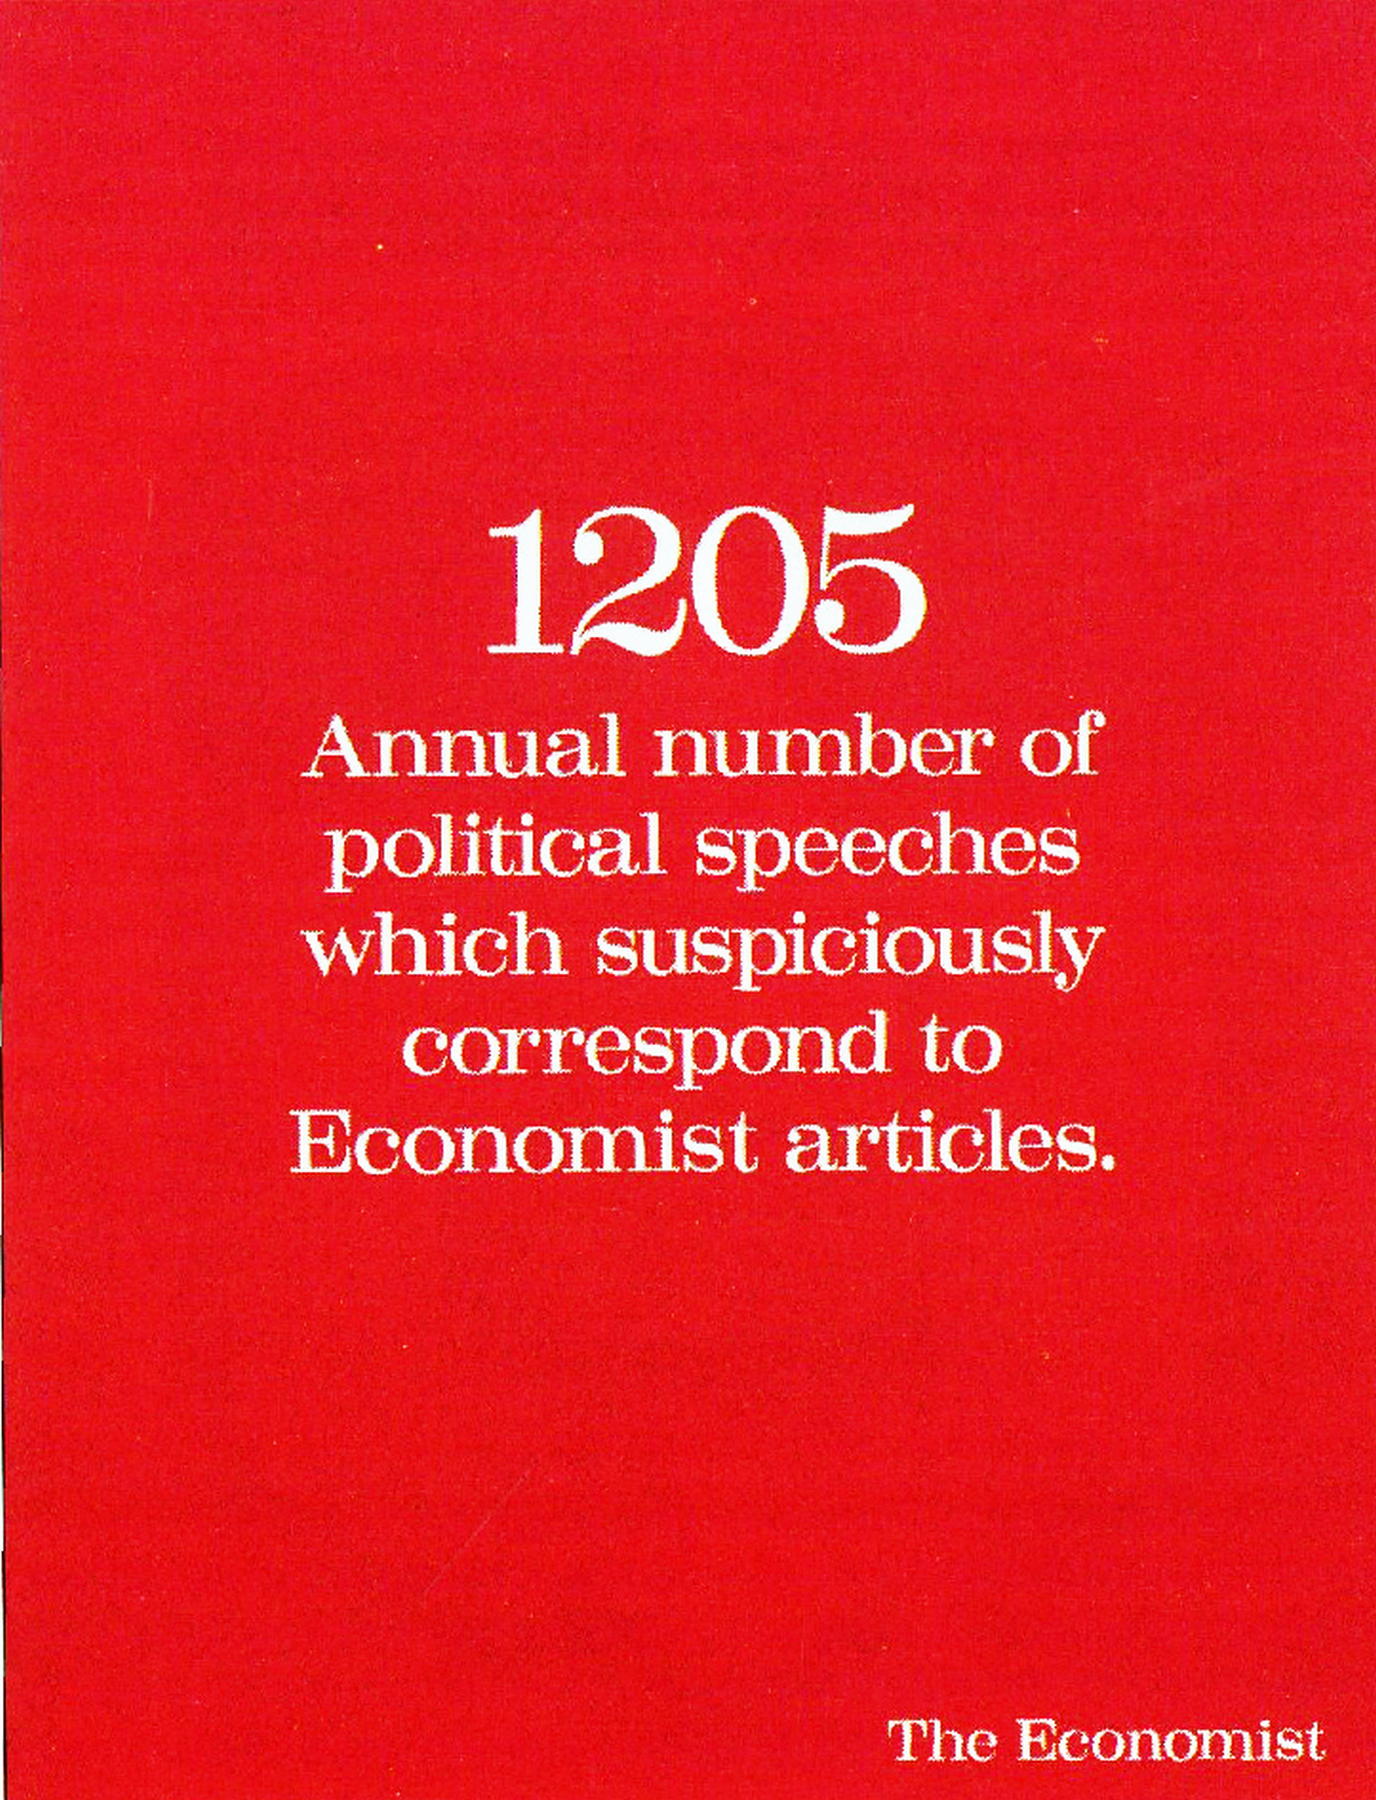 1205
Annual number of
political speeches
which suspiciously
correspond to
Economist articles.
The Economist